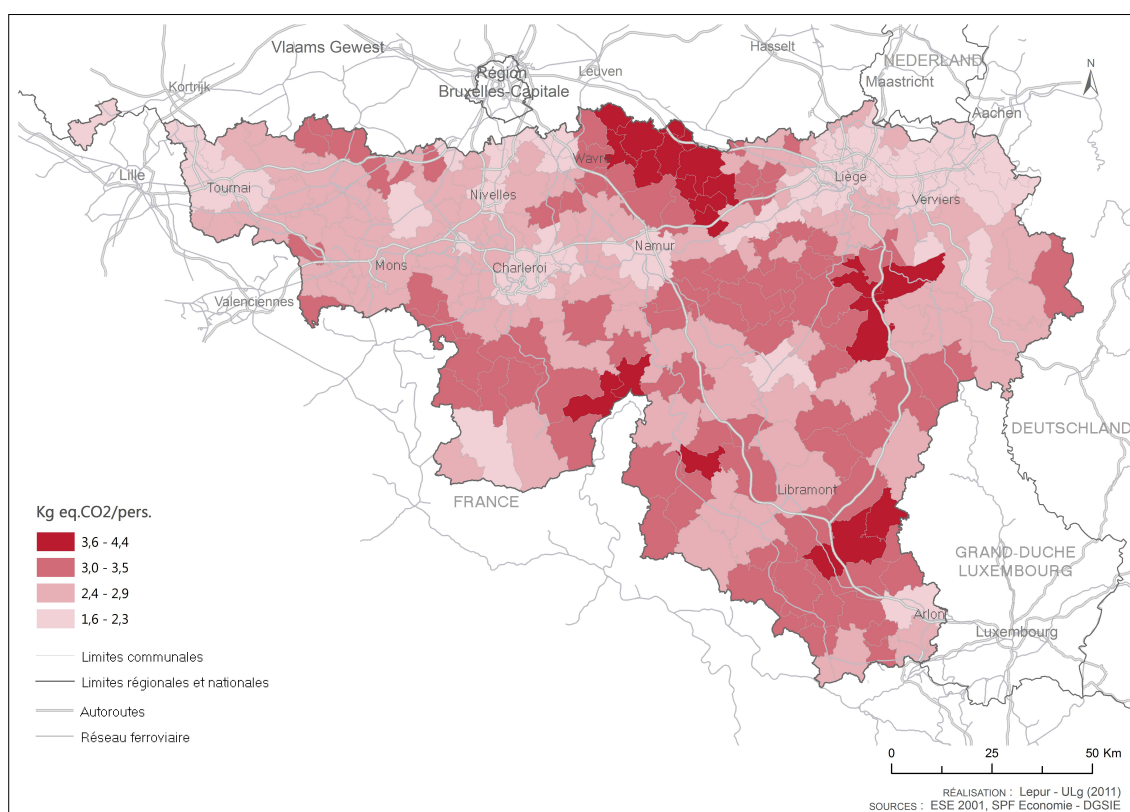 Vlaams Gewest
Hasselt
NEDERLAND
Maastricht
Kortrijk
Région
Bruxelles-Capitale
Leuven
N
Aachen
Lille
Tournai
Nivelles
Wavre
Liège
Verviers
Mons
Charleroi
Namur
Valenciennes
DEUTSCHLAND
FRANCE
Libramont
GRAND-DUCHE
LUXEMBOURG
Arlon
Luxembourg
Kg eq.CO2/pers.
3,6 - 4,4
3,0 - 3,5
2,4 - 2,9
1,6 - 2,3
Limites communales
Limites régionales et nationales
Autoroutes
Réseau ferroviaire
0 25 50 Km
RÉALISATION : Lepur - ULg (2011)
SOURCES : ESE 2001, SPF Economie - DGSIE